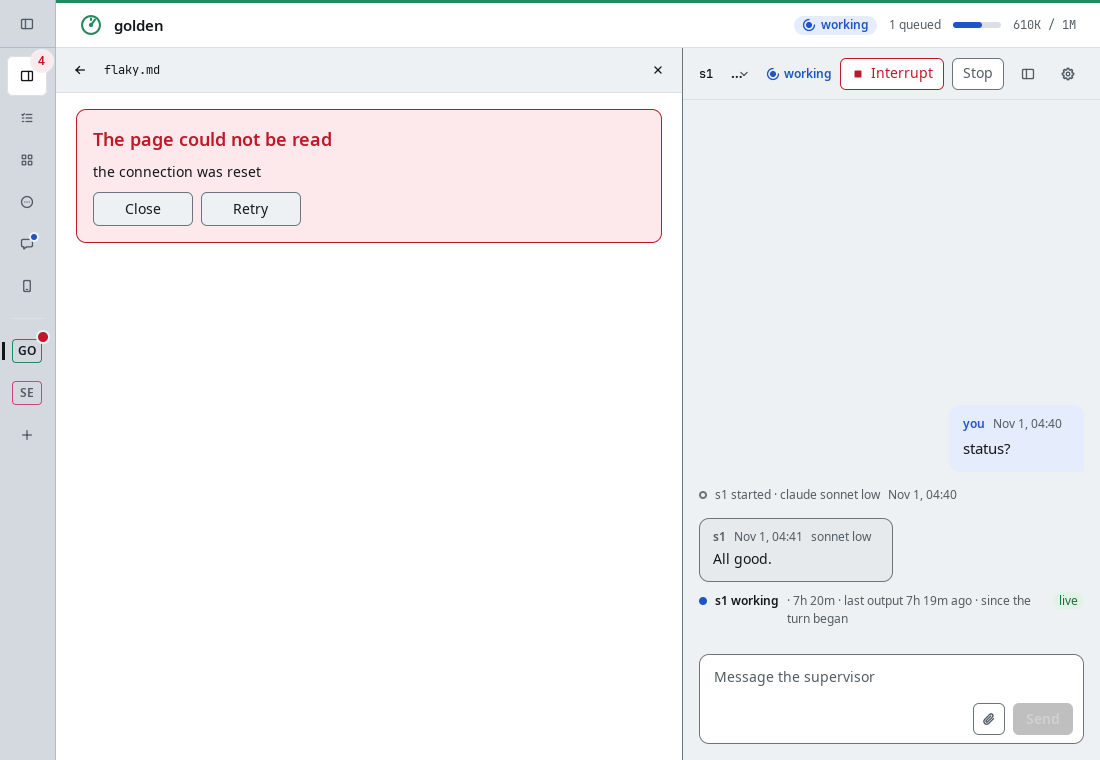 golden
working
1 queued
610K / 1M
4
GO
SE
flaky.md
The page could not be read
the connection was reset
Close
Retry
s1
...
working
Interrupt
Stop
you Nov 1, 04:40
status?
s1 started · claude sonnet low Nov 1, 04:40
s1 Nov 1, 04:41 sonnet low
All good.
s1 working · 7h 20m · last output 7h 19m ago · since the
turn began
live
Message the supervisor
Send